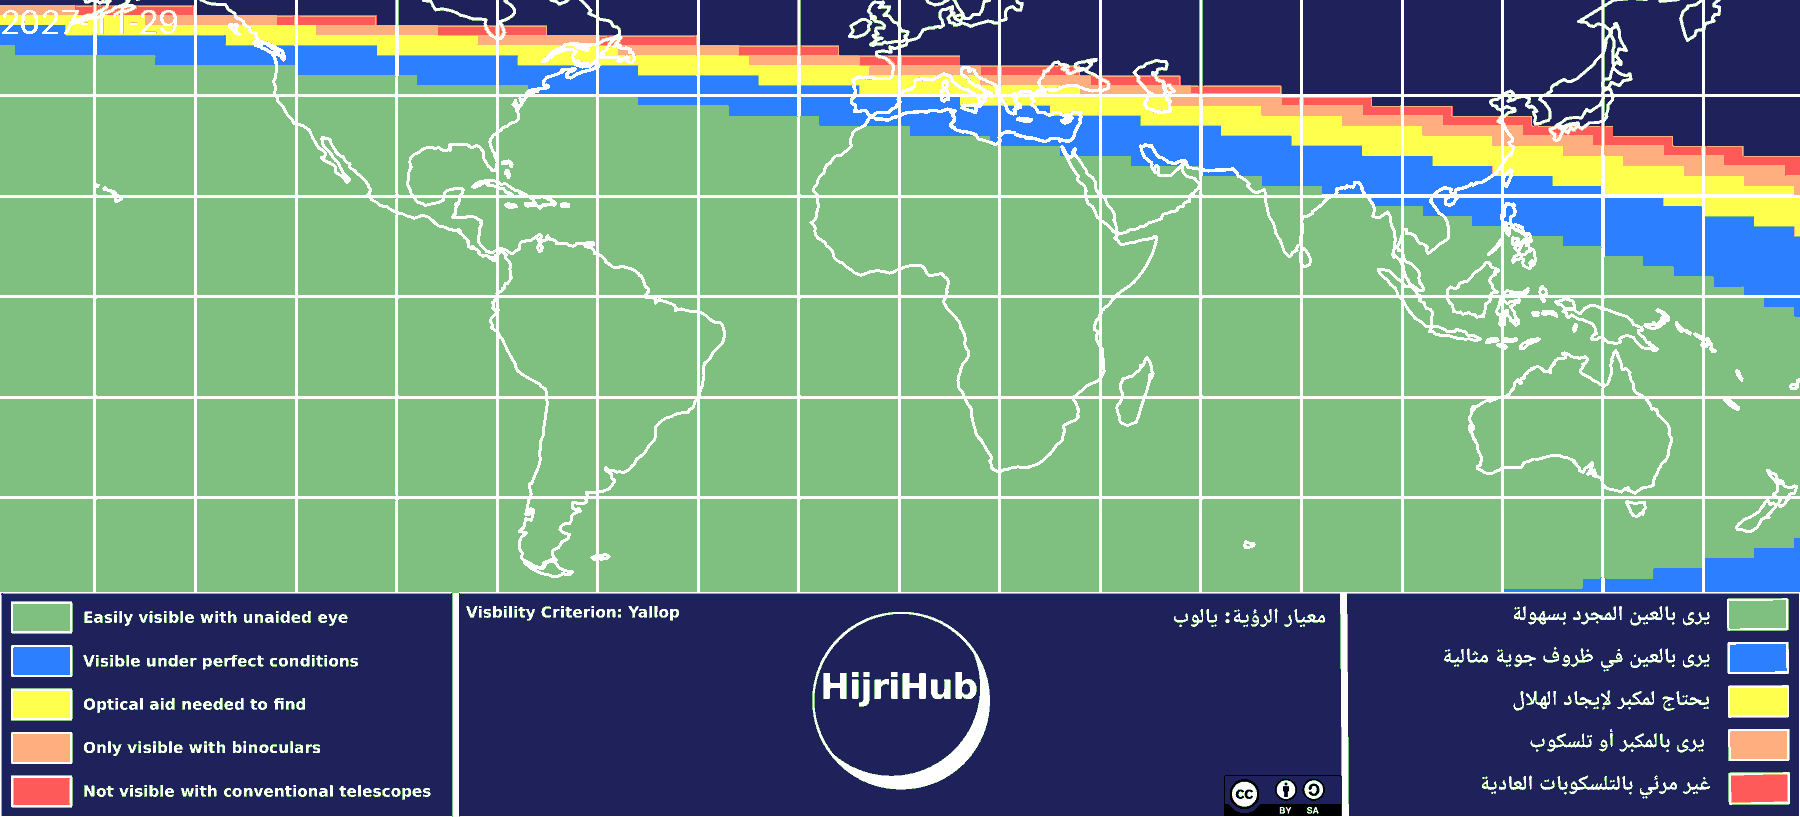 2027-11-29
Easily visible with unaided eye
Visible under perfect conditions
Optical aid needed to find
Only visible with binoculars
Not visible with conventional telescopes
Visbility Criterion: Yallop
HijriHub
معيار الرؤية: يالوب
cc
BY SA
يرى بالعين المجرد بسهولة
يرى بالعين في ظروف جوية مثالية
يحتاج لمكبر لإيجاد الهلال
يرى بالمكبر أو تلسكوب
غير مرئي بالتلسكوبات العادية